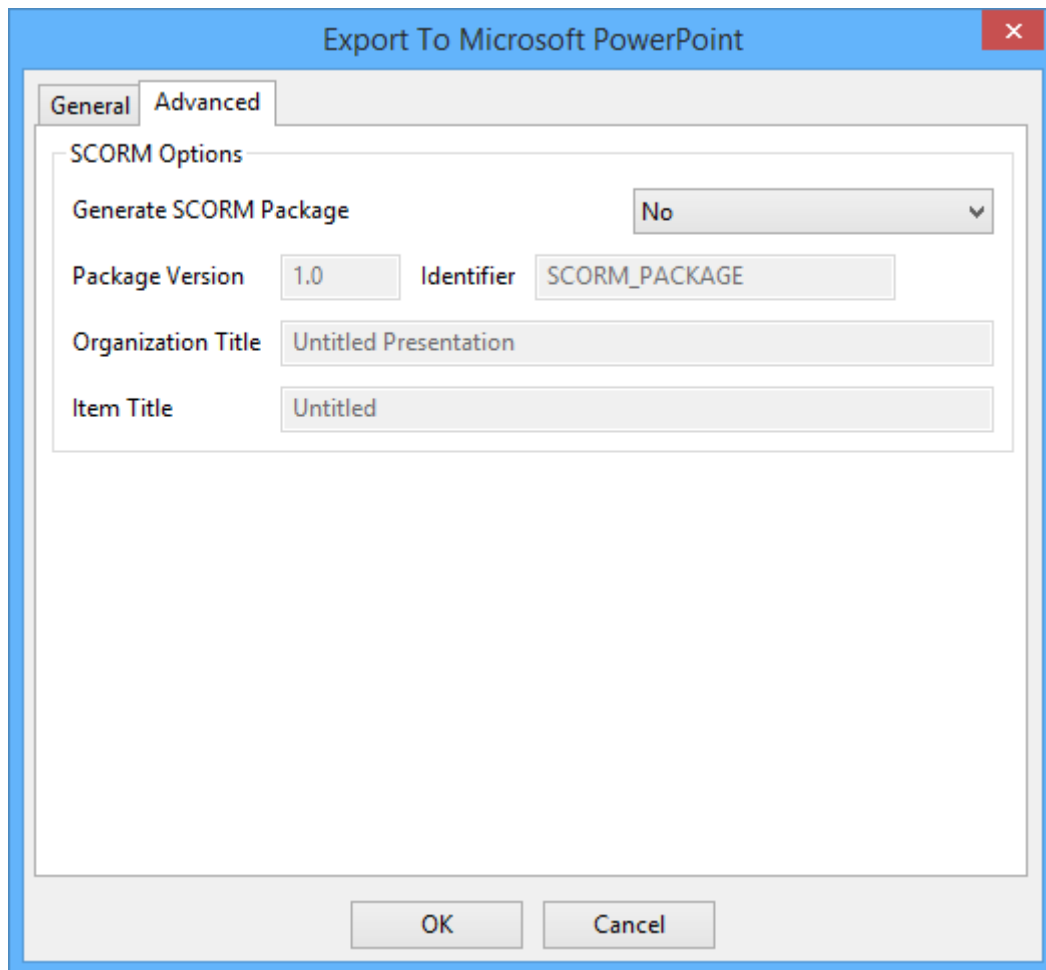 Export To Microsoft PowerPoint
General Advanced
SCORM Options
Generate SCORM Package No
Package Version 1.0 Identifier SCORM_PACKAGE
Organization Title Untitled Presentation
Item Title Untitled
OK Cancel